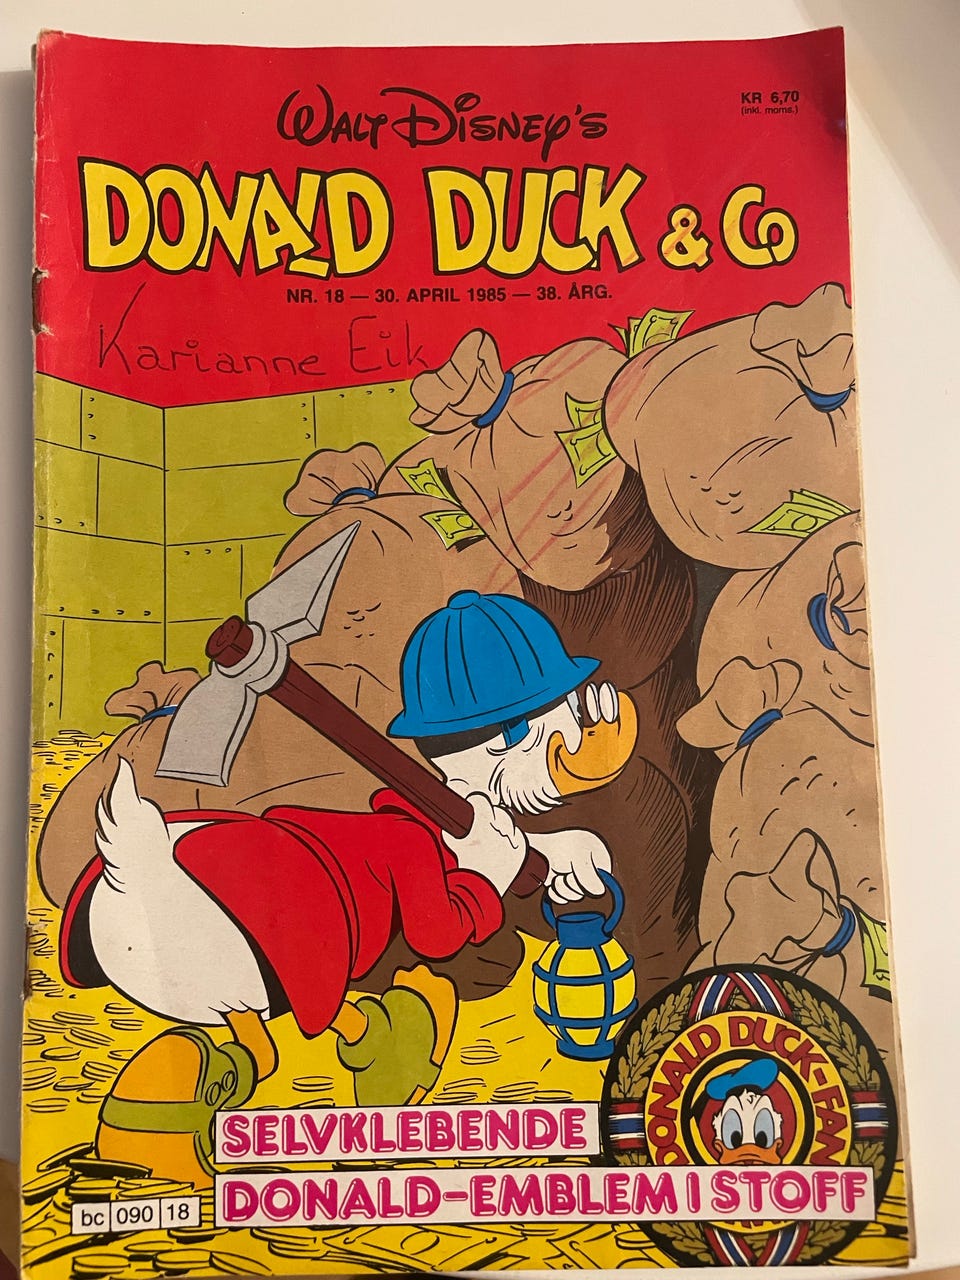 KR 6,70
(inkl. moms.)
WALT DISNEY'S
DONALD DUCK & Co
NR. 18 — 30. APRIL 1985 — 38. ÅRG.
Karianne Eik
DONALD DUCK-FAN
SELVKLEBENDE
DONALD-EMBLEM I STOFF
bc 090 18